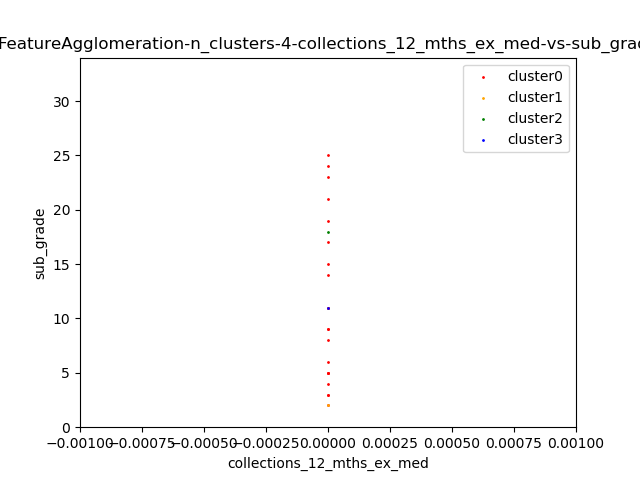 FeatureAgglomeration-n_clusters-4-collections_12_mths_ex_med-vs-sub_grad
cluster0
cluster1
cluster2
cluster3
30
25
20
15
10
5
0
sub_grade
−0.00100 −0.00075 −0.00050 −0.00025 0.00000 0.00025 0.00050 0.00075 0.00100
collections_12_mths_ex_med